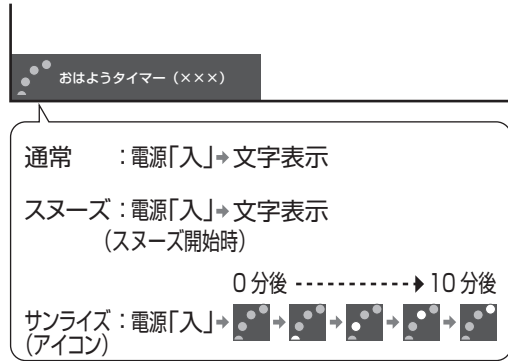 おはようタイマー（×××）
通常　：電源「入」➔文字表示
スヌーズ：電源「入」➔文字表示
（スヌーズ開始時）
0分後 ----------▶ 10分後
サンライズ：電源「入」➔ ➔ ➔ ➔ ➔
（アイコン）